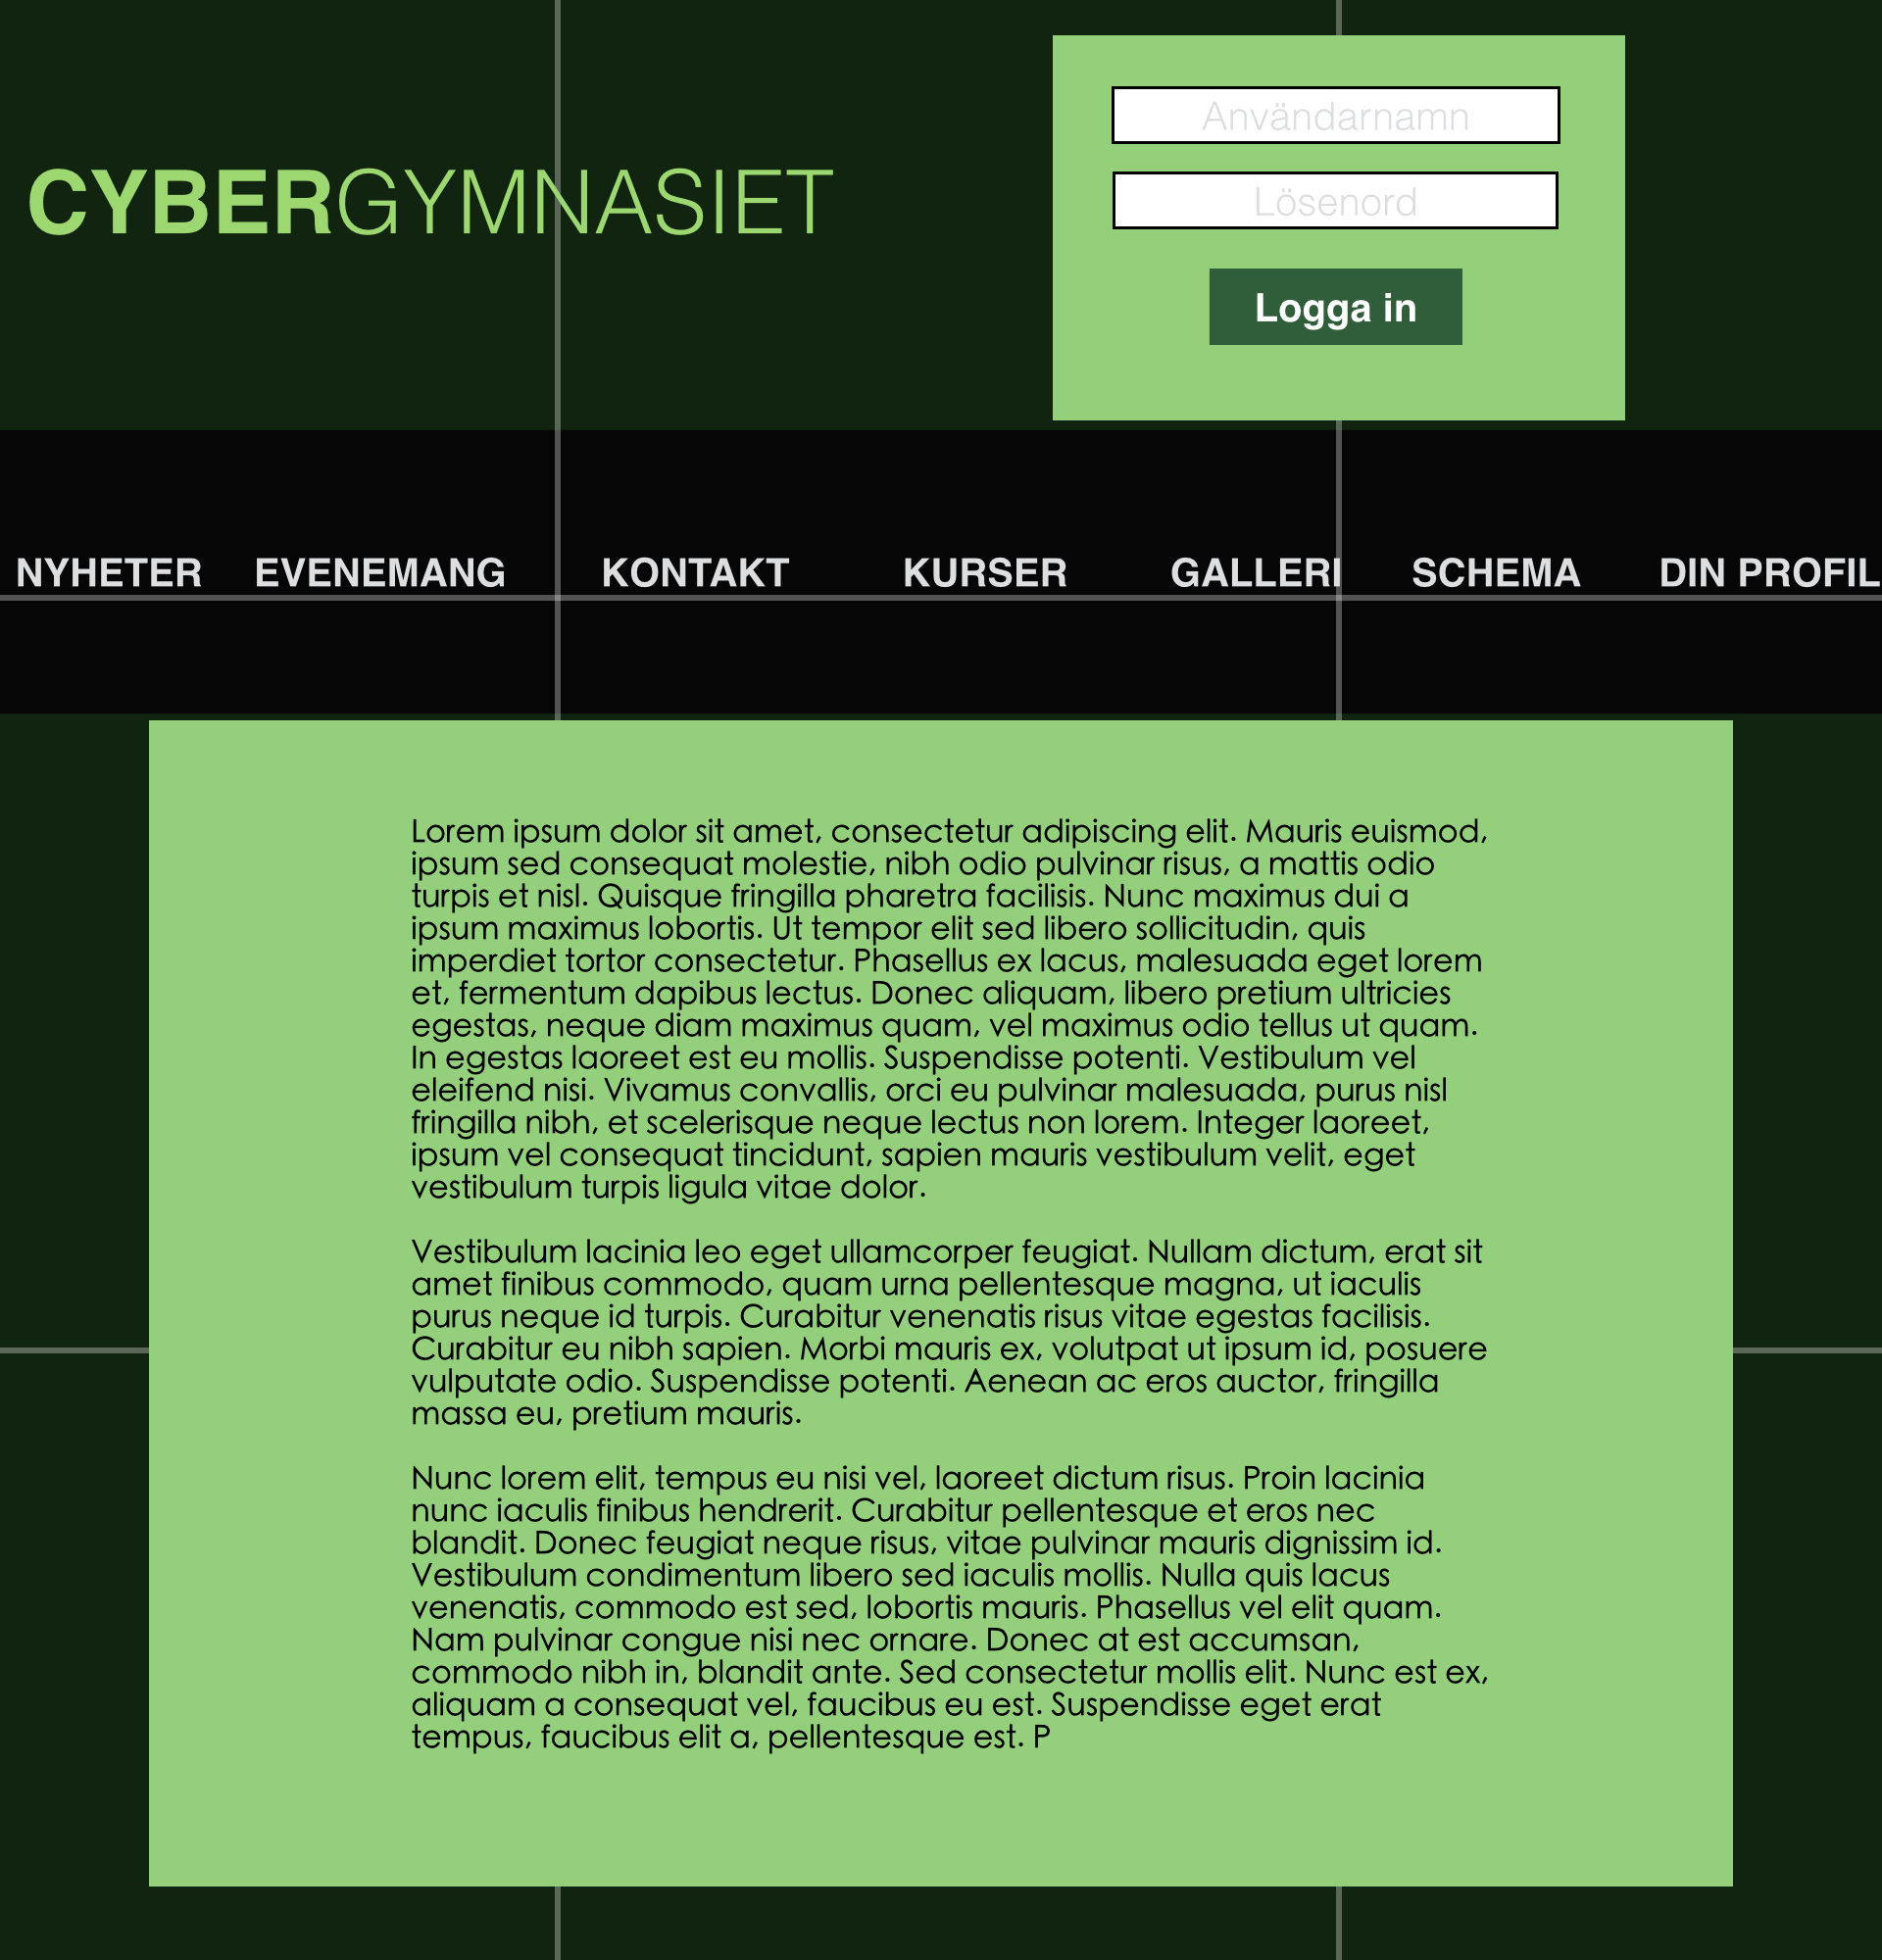 CYBERGYMNASIET
Användarnamn
Lösenord
Logga in
NYHETER EVENEMANG KONTAKT KURSER GALLERI SCHEMA DIN PROFIL
Lorem ipsum dolor sit amet, consectetur adipiscing elit. Mauris euismod,
ipsum sed consequat molestie, nibh odio pulvinar risus, a mattis odio
turpis et nisl. Quisque fringilla pharetra facilisis. Nunc maximus dui a
ipsum maximus lobortis. Ut tempor elit sed libero sollicitudin, quis
imperdiet tortor consectetur. Phasellus ex lacus, malesuada eget lorem
et, fermentum dapibus lectus. Donec aliquam, libero pretium ultricies
egestas, neque diam maximus quam, vel maximus odio tellus ut quam.
In egestas laoreet est eu mollis. Suspendisse potenti. Vestibulum vel
eleifend nisi. Vivamus convallis, orci eu pulvinar malesuada, purus nisl
fringilla nibh, et scelerisque neque lectus non lorem. Integer laoreet,
ipsum vel consequat tincidunt, sapien mauris vestibulum velit, eget
vestibulum turpis ligula vitae dolor.
Vestibulum lacinia leo eget ullamcorper feugiat. Nullam dictum, erat sit
amet finibus commodo, quam urna pellentesque magna, ut iaculis
purus neque id turpis. Curabitur venenatis risus vitae egestas facilisis.
Curabitur eu nibh sapien. Morbi mauris ex, volutpat ut ipsum id, posuere
vulputate odio. Suspendisse potenti. Aenean ac eros auctor, fringilla
massa eu, pretium mauris.
Nunc lorem elit, tempus eu nisi vel, laoreet dictum risus. Proin lacinia
nunc iaculis finibus hendrerit. Curabitur pellentesque et eros nec
blandit. Donec feugiat neque risus, vitae pulvinar mauris dignissim id.
Vestibulum condimentum libero sed iaculis mollis. Nulla quis lacus
venenatis, commodo est sed, lobortis mauris. Phasellus vel elit quam.
Nam pulvinar congue nisi nec ornare. Donec at est accumsan,
commodo nibh in, blandit ante. Sed consectetur mollis elit. Nunc est ex,
aliquam a consequat vel, faucibus eu est. Suspendisse eget erat
tempus, faucibus elit a, pellentesque est. P